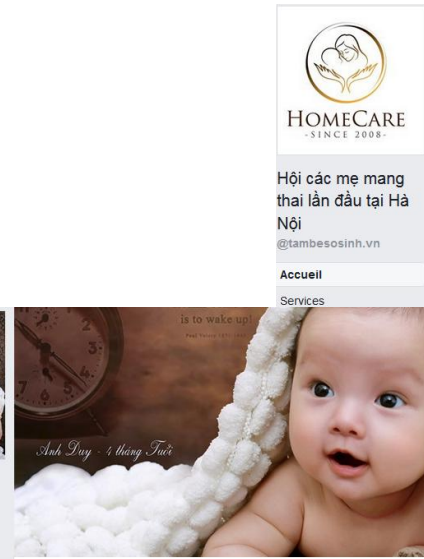 HOMECARE
-SINCE 2008-
Hội các mẹ mang
thai lần đầu tại Hà
Nội
@tambesosinh.vn
Accueil
Services
is to wake up!
Anh Duy - 4 tháng Tuổi